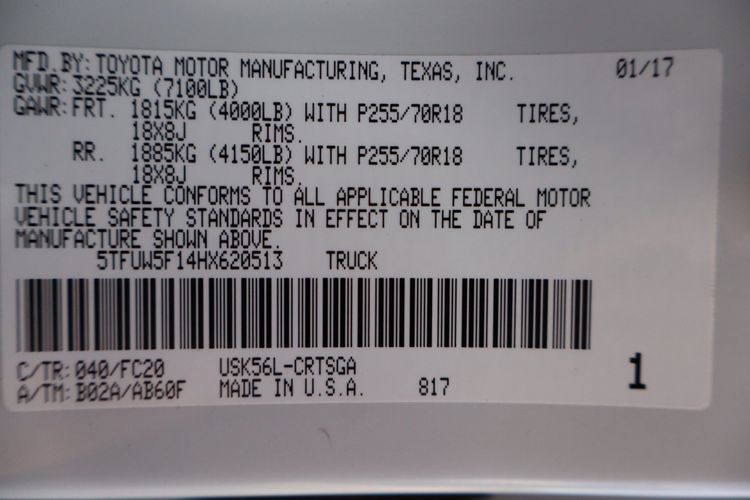 MFD. BY: TOYOTA MOTOR MANUFACTURING, TEXAS, INC. 01/17
GVWR: 3225KG (7100LB)
GAWR: FRT. 1815KG (4000LB) WITH P255/70R18 TIRES,
18X8J RIMS.
RR. 1885KG (4150LB) WITH P255/70R18 TIRES,
18X8J RIMS.
THIS VEHICLE CONFORMS TO ALL APPLICABLE FEDERAL MOTOR
VEHICLE SAFETY STANDARDS IN EFFECT ON THE DATE OF
MANUFACTURE SHOWN ABOVE.
5TFUW5F14HX620513 TRUCK
C/TR: 040/FC20 USK56L-CRTSGA 1
A/TM: B02A/AB60F MADE IN U.S.A. 817